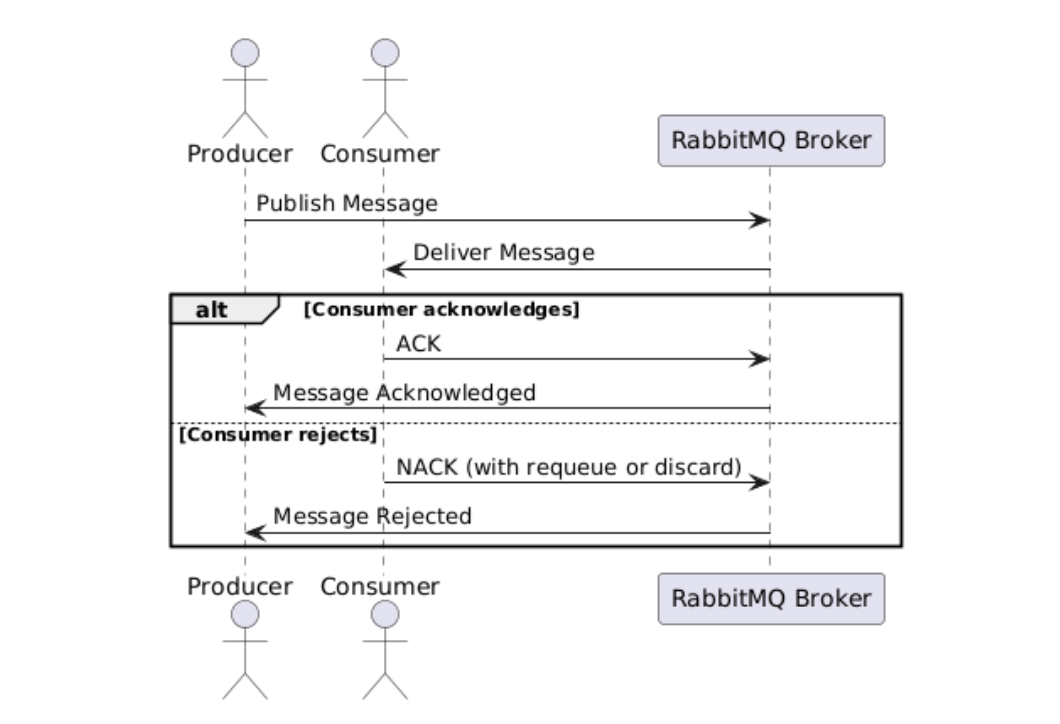 Producer Consumer
RabbitMQ Broker
Publish Message
Deliver Message
alt [Consumer acknowledges]
ACK
Message Acknowledged
[Consumer rejects]
NACK (with requeue or discard)
Message Rejected
Producer Consumer
RabbitMQ Broker